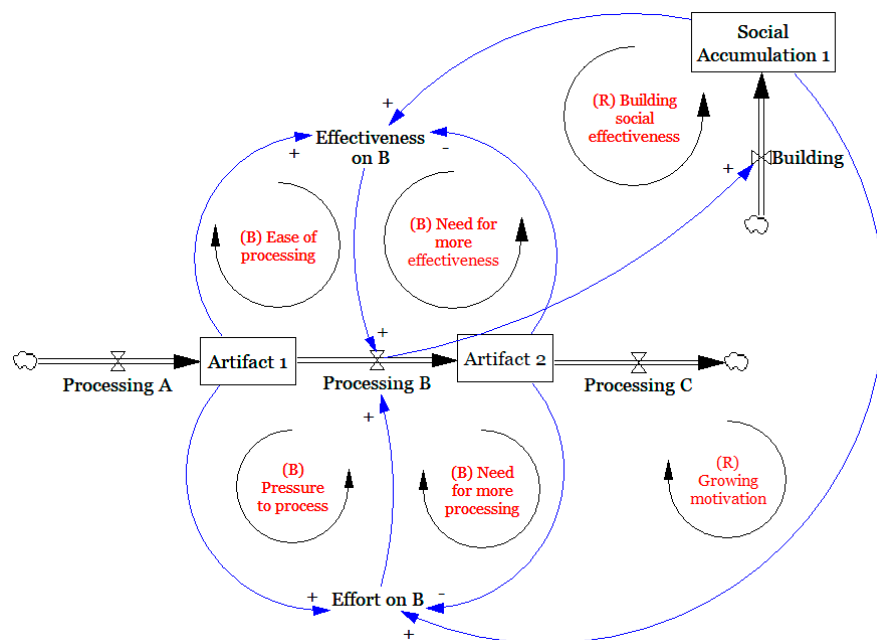 Social
Accumulation 1
+
(R) Building
social
effectiveness
Effectiveness
on B
+
-
+
Building
(B) Ease of
processing
(B) Need for
more
effectiveness
+
Artifact 1
Artifact 2
Processing A
Processing B
Processing C
+
(B)
Pressure
to process
(B) Need
for more
processing
(R)
Growing
motivation
+
Effort on B
-
+